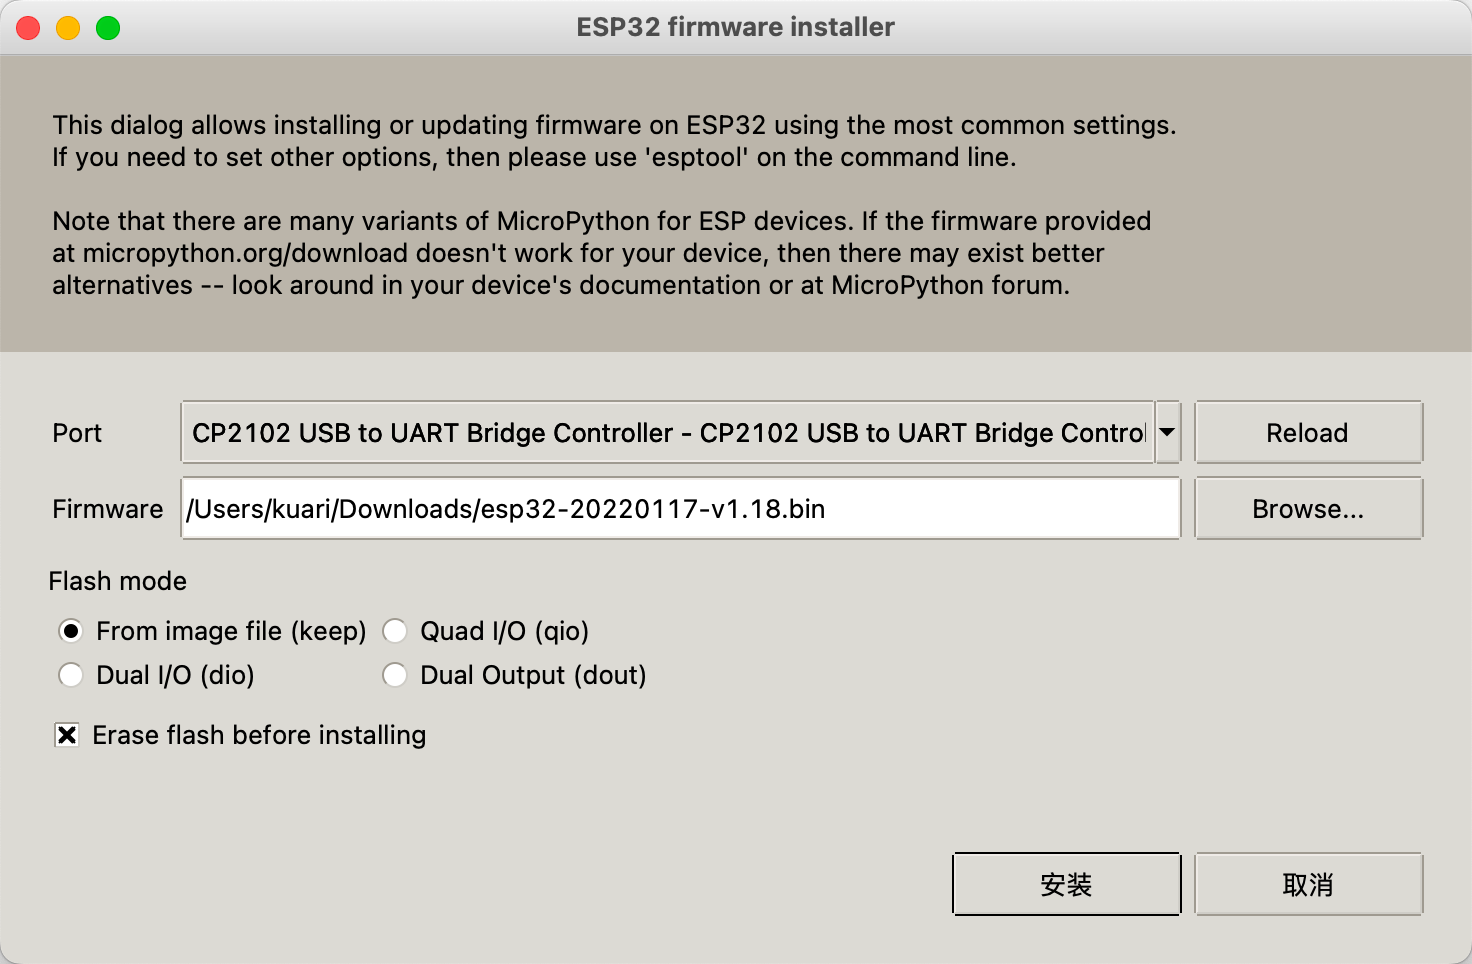 ESP32 firmware installer
This dialog allows installing or updating firmware on ESP32 using the most common settings.
If you need to set other options, then please use 'esptool' on the command line.
Note that there are many variants of MicroPython for ESP devices. If the firmware provided
at micropython.org/download doesn't work for your device, then there may exist better
alternatives -- look around in your device's documentation or at MicroPython forum.
Port CP2102 USB to UART Bridge Controller - CP2102 USB to UART Bridge Control Reload
Firmware /Users/kuari/Downloads/esp32-20220117-v1.18.bin Browse...
Flash mode
From image file (keep) Quad I/O (qio)
Dual I/O (dio) Dual Output (dout)
Erase flash before installing
安装 取消